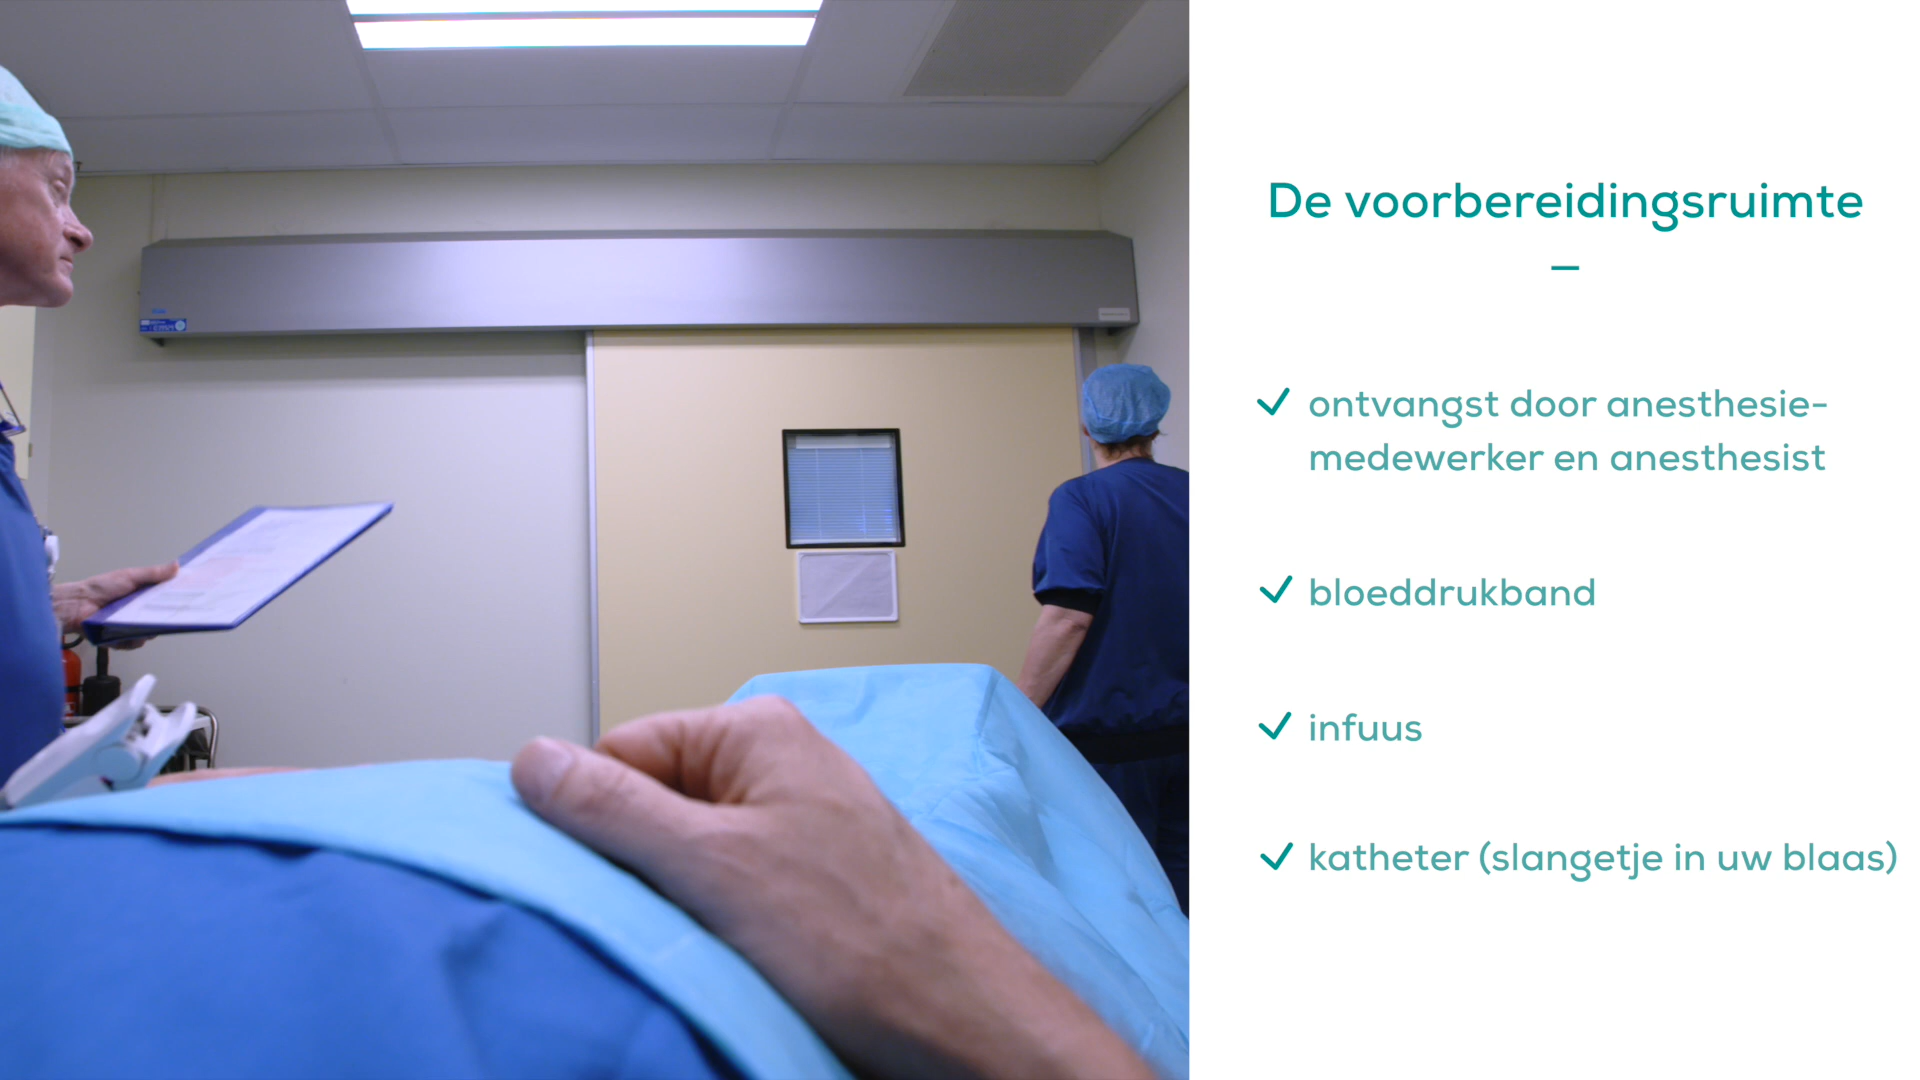 De voorbereidingsruimte
–
ontvangst door anesthesie-
medewerker en anesthesist
bloeddrukband
infuus
katheter (slangetje in uw blaas)